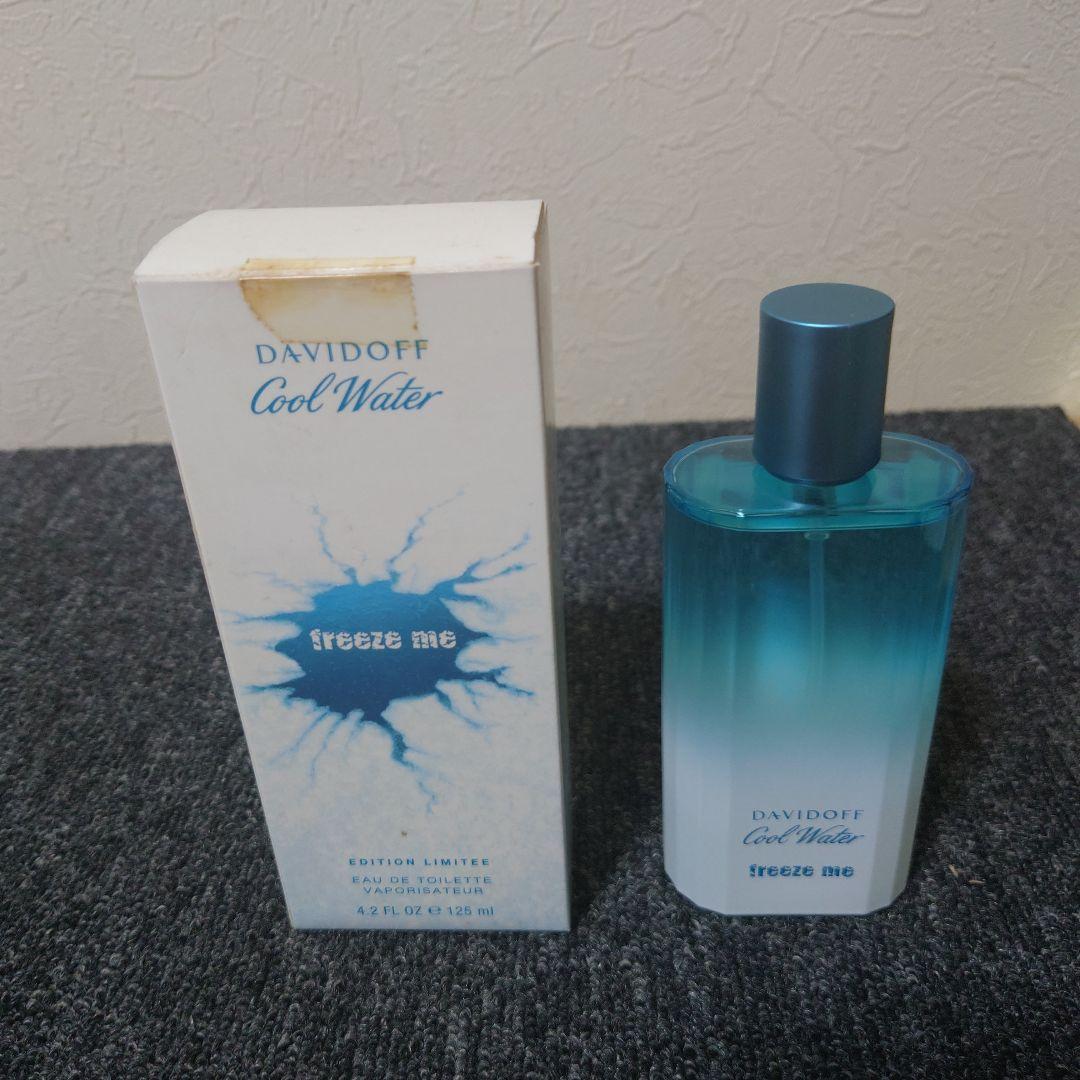 DAVIDOFF
Cool Water
freeze me
EDITION LIMITEE
EAU DE TOILETTE
VAPORISATEUR
4.2 FL OZ ℮ 125 ml
DAVIDOFF
Cool Water
freeze me